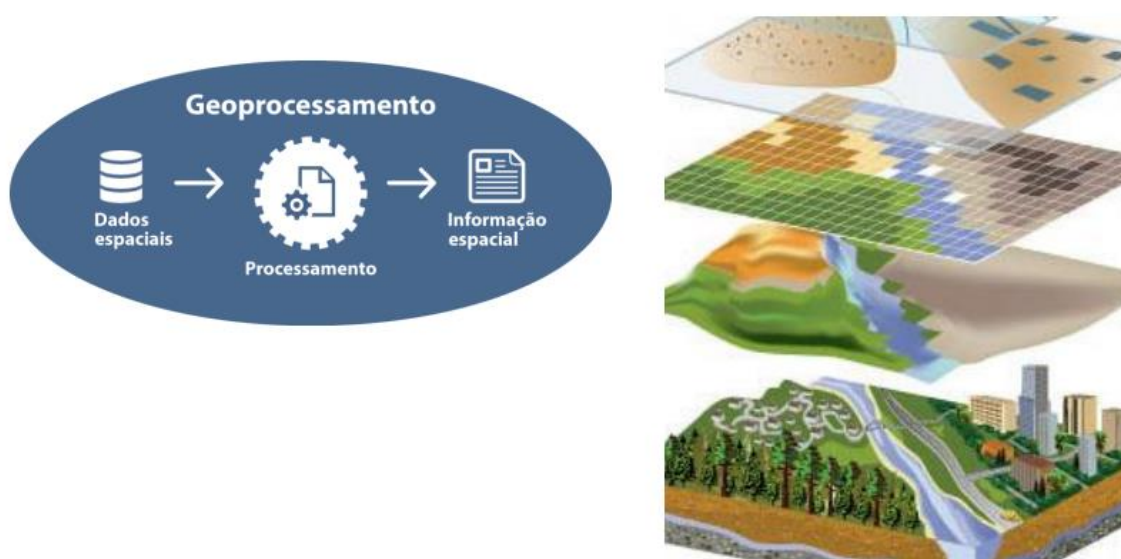 Geoprocessamento
Dados
espaciais
Processamento
Informação
espacial